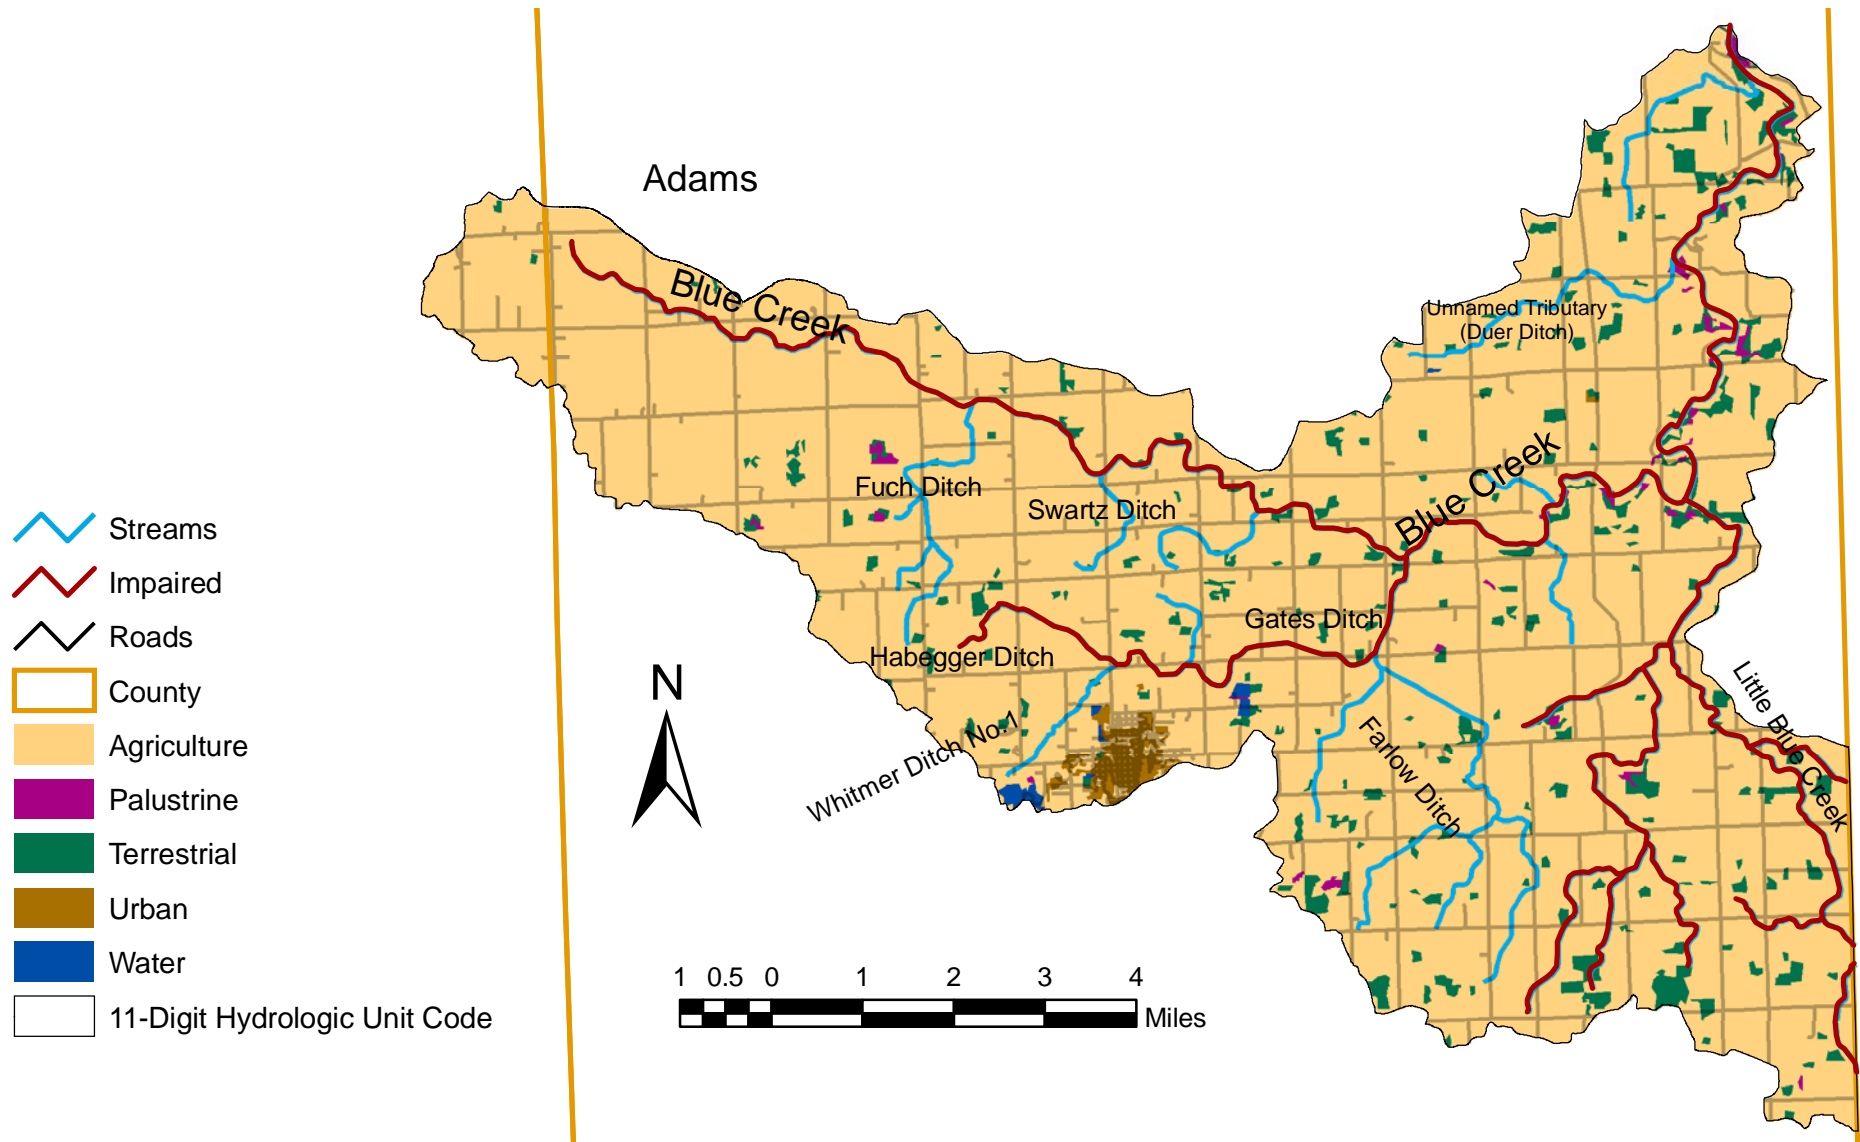 Adams
Blue Creek
Unnamed Tributary
(Duer Ditch)
Blue Creek
Fuch Ditch
Swartz Ditch
Gates Ditch
Habegger Ditch
Whitmer Ditch No.1
Farlow Ditch
Little Blue Creek
Streams
Impaired
Roads
County
Agriculture
Palustrine
Terrestrial
Urban
Water
11-Digit Hydrologic Unit Code
N
1 0.5 0 1 2 3 4
Miles